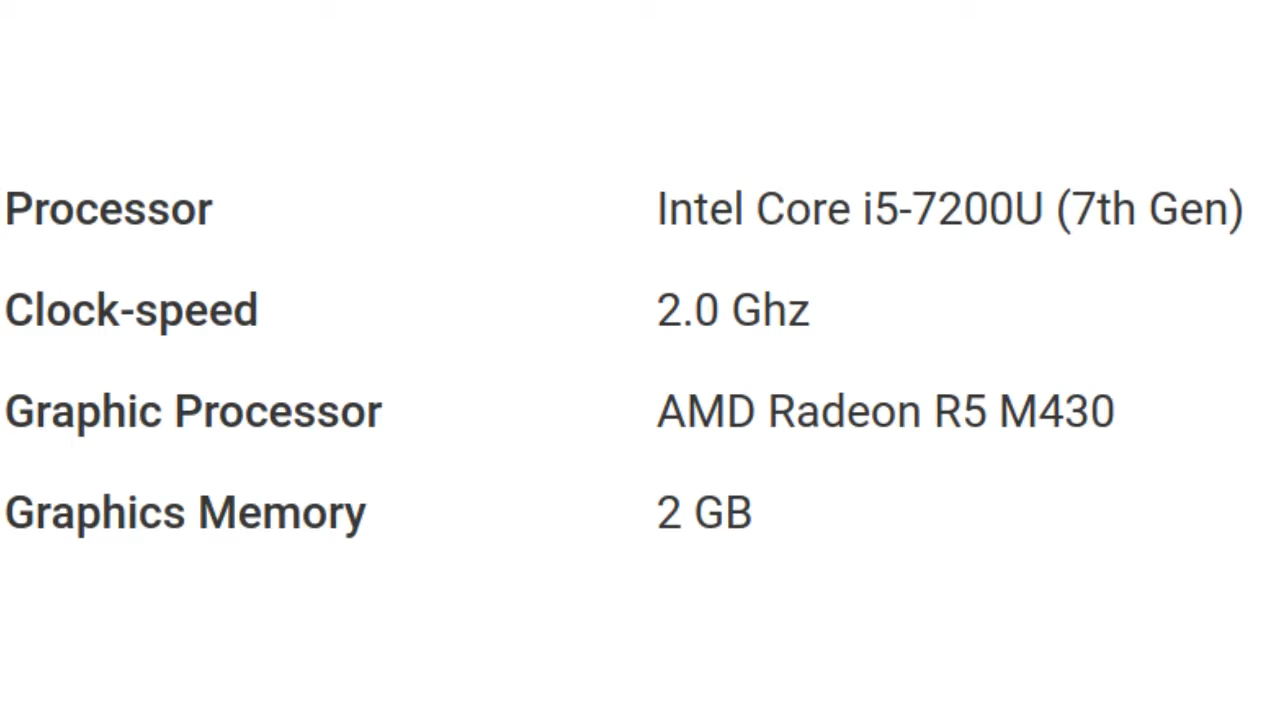 Processor Intel Core i5-7200U (7th Gen)
Clock-speed 2.0 Ghz
Graphic Processor AMD Radeon R5 M430
Graphics Memory 2 GB